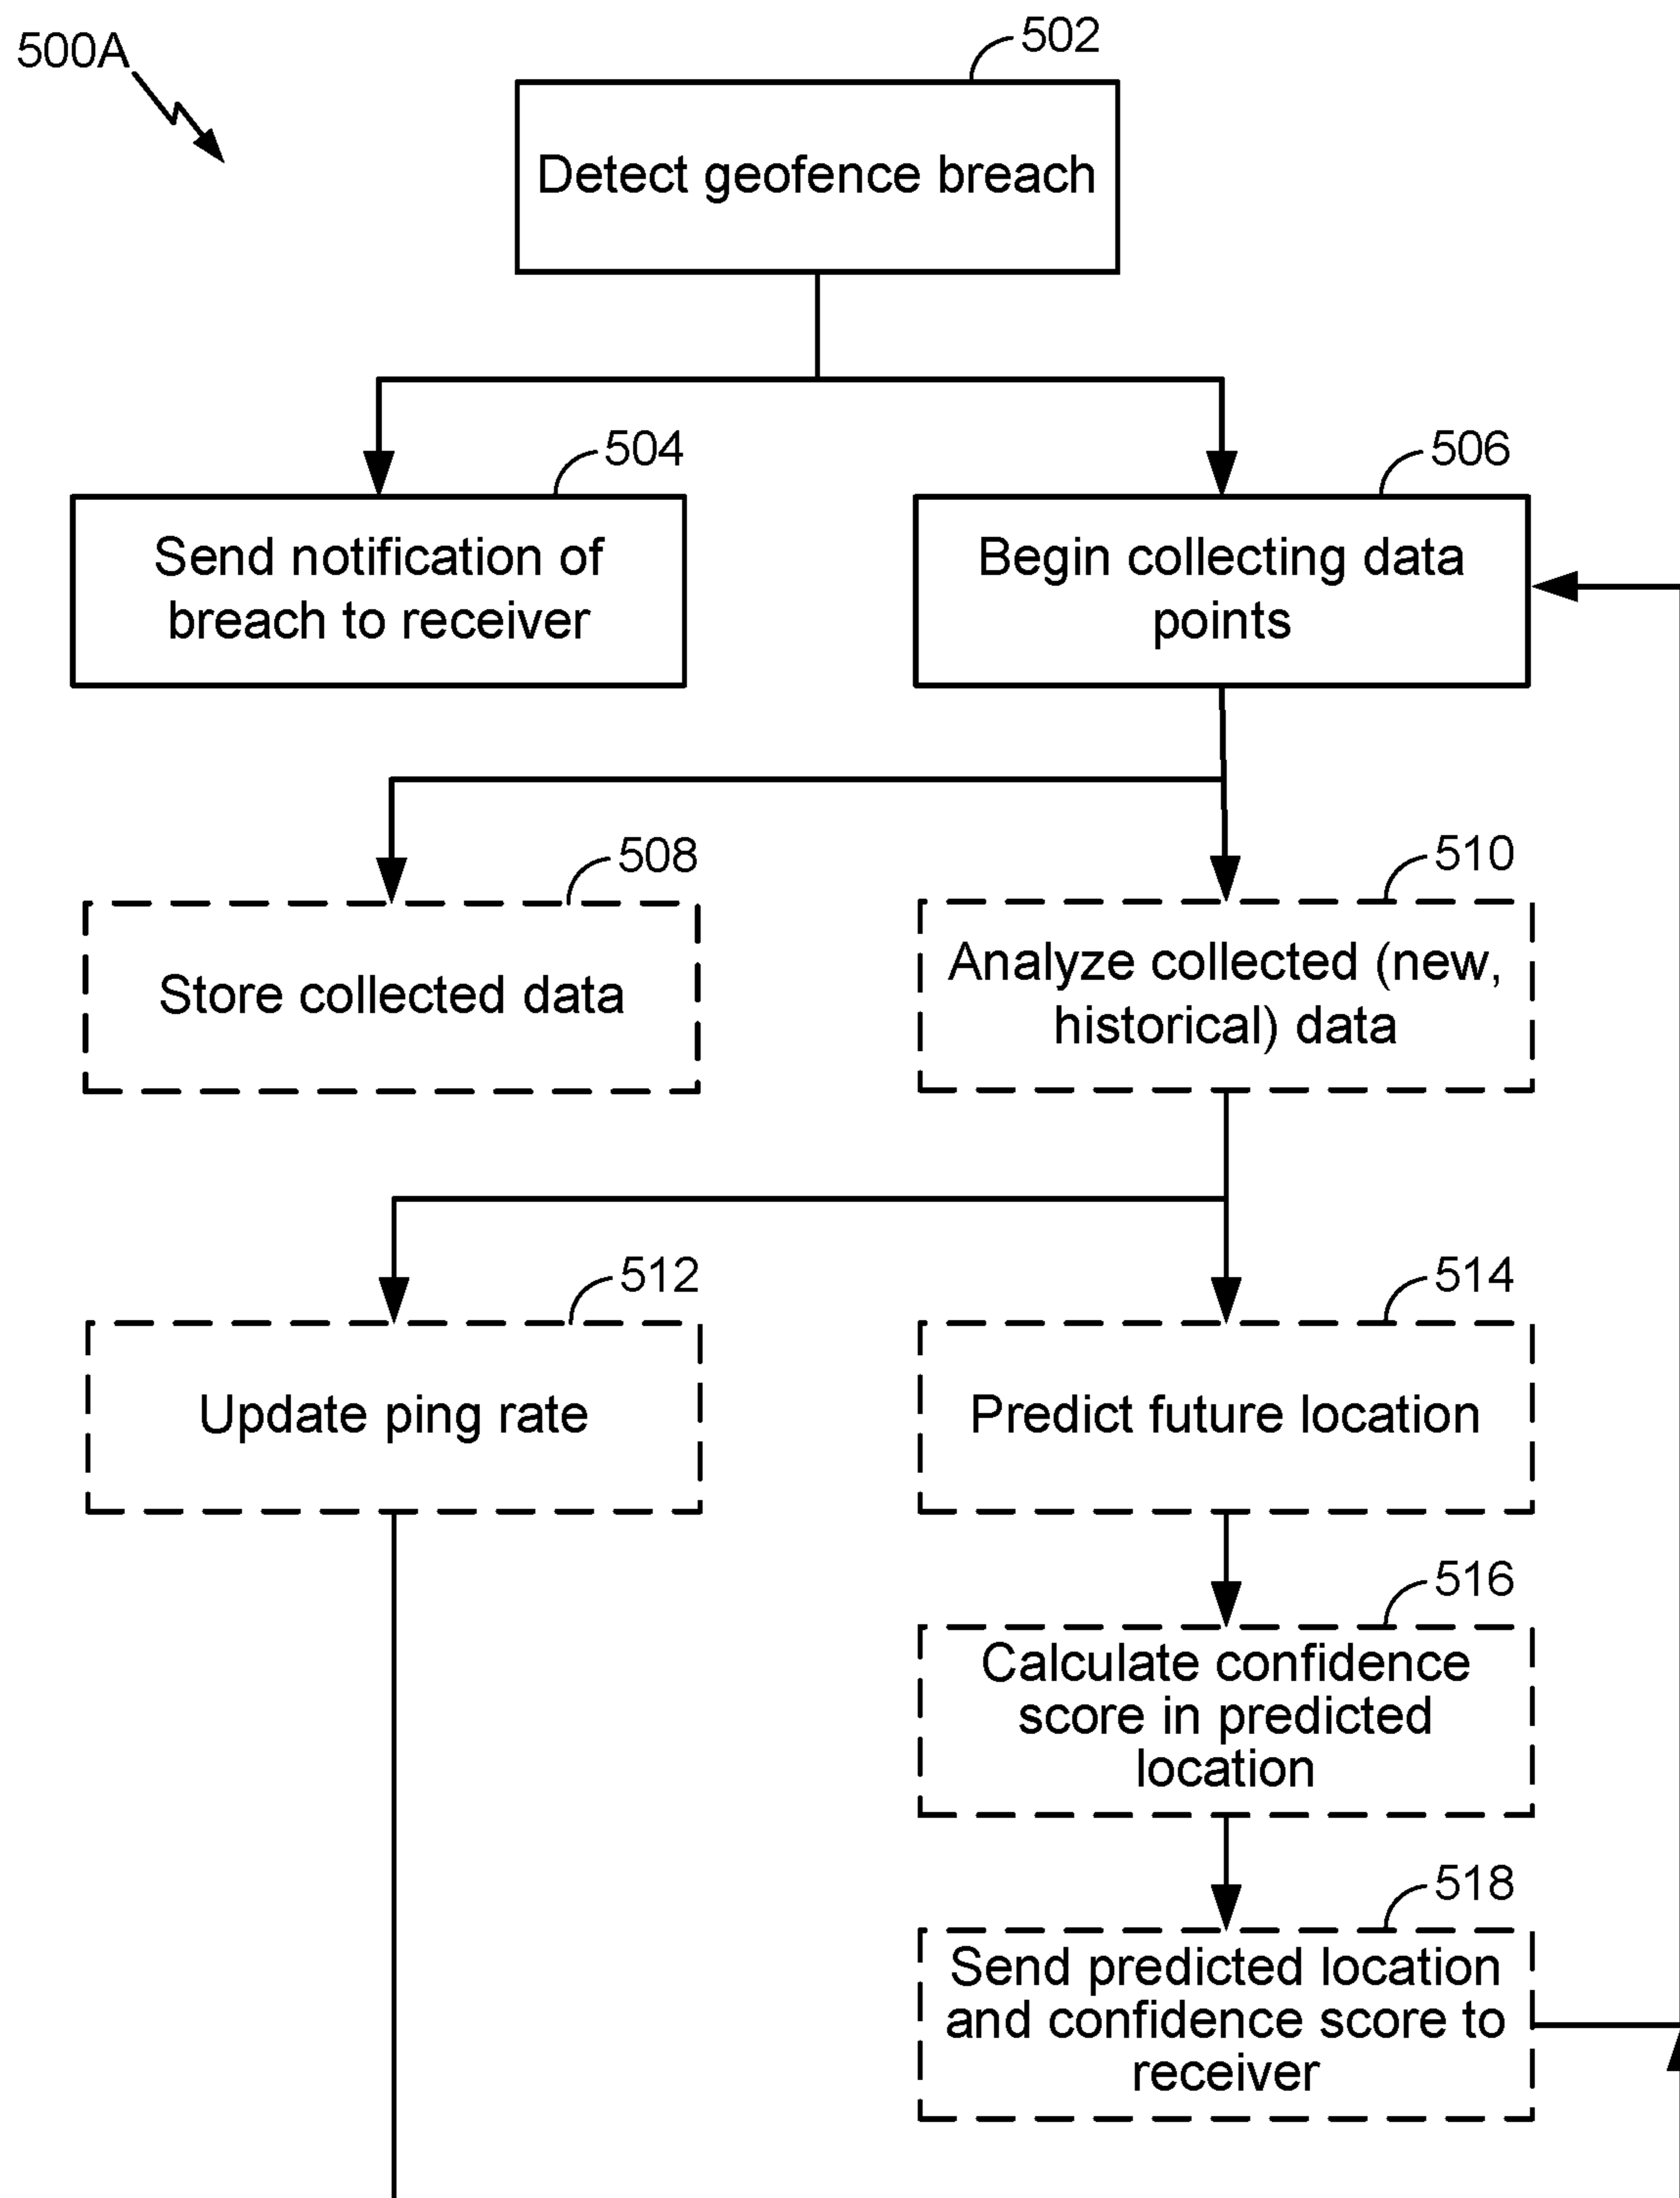 500A
502
Detect geofence breach
504
Send notification of
breach to receiver
506
Begin collecting data
points
508
Store collected data
510
Analyze collected (new,
historical) data
512
Update ping rate
514
Predict future location
516
Calculate confidence
score in predicted
location
518
Send predicted location
and confidence score to
receiver